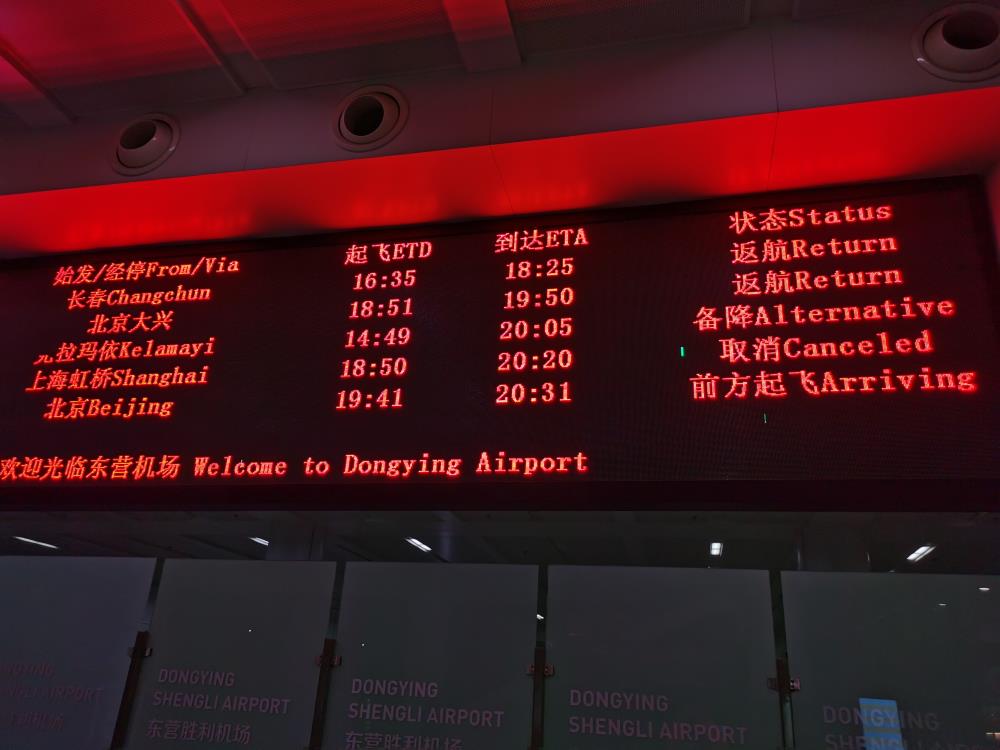 始发/经停From/Via 起飞ETD 到达ETA 状态Status
长春Changchun 16:35 18:25 返航Return
北京大兴 18:51 19:50 返航Return
克拉玛依Kelamayi 14:49 20:05 备降Alternative
上海虹桥Shanghai 18:50 20:20 取消Canceled
北京Beijing 19:41 20:31 前方起飞Arriving
欢迎光临东营机场 Welcome to Dongying Airport
DONGYING
SHENGLI AIRPORT
东营胜利机场
DONGYING
SHENGLI AIRPORT
东营胜利机场
DONGYING
SHENGLI AIRPORT
DONGYING